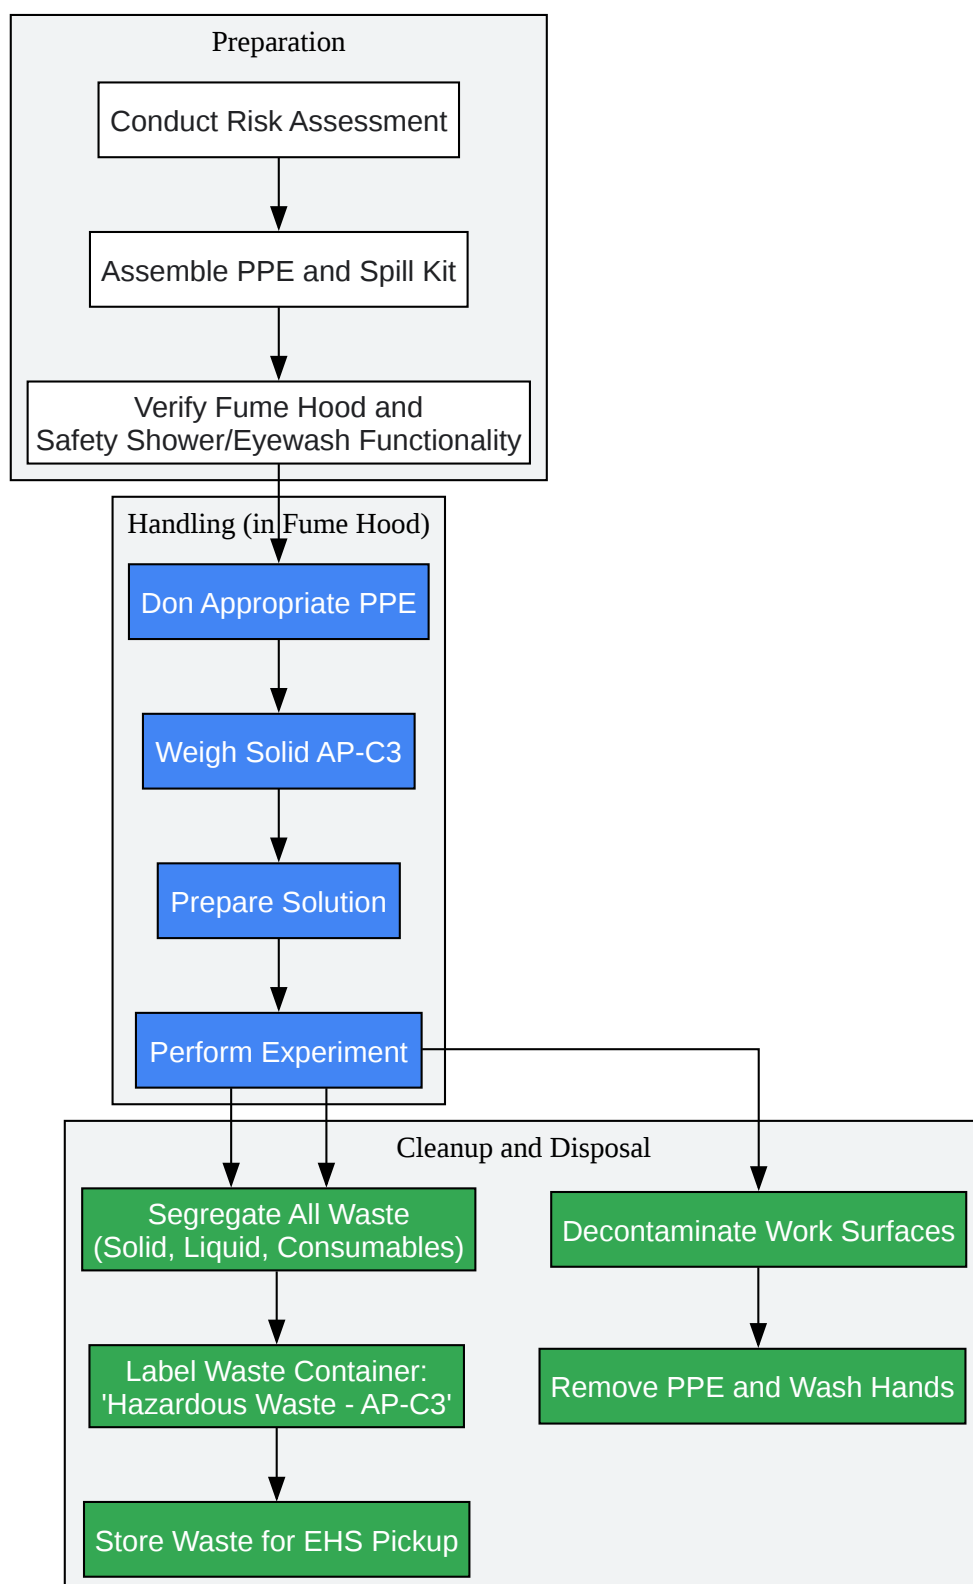 Preparation
Conduct Risk Assessment
Assemble PPE and Spill Kit
Verify Fume Hood and
Safety Shower/Eyewash Functionality
Handling (in Fume Hood)
Don Appropriate PPE
Weigh Solid AP-C3
Prepare Solution
Perform Experiment
Cleanup and Disposal
Segregate All Waste
(Solid, Liquid, Consumables)
Label Waste Container:
'Hazardous Waste - AP-C3'
Store Waste for EHS Pickup
Decontaminate Work Surfaces
Remove PPE and Wash Hands